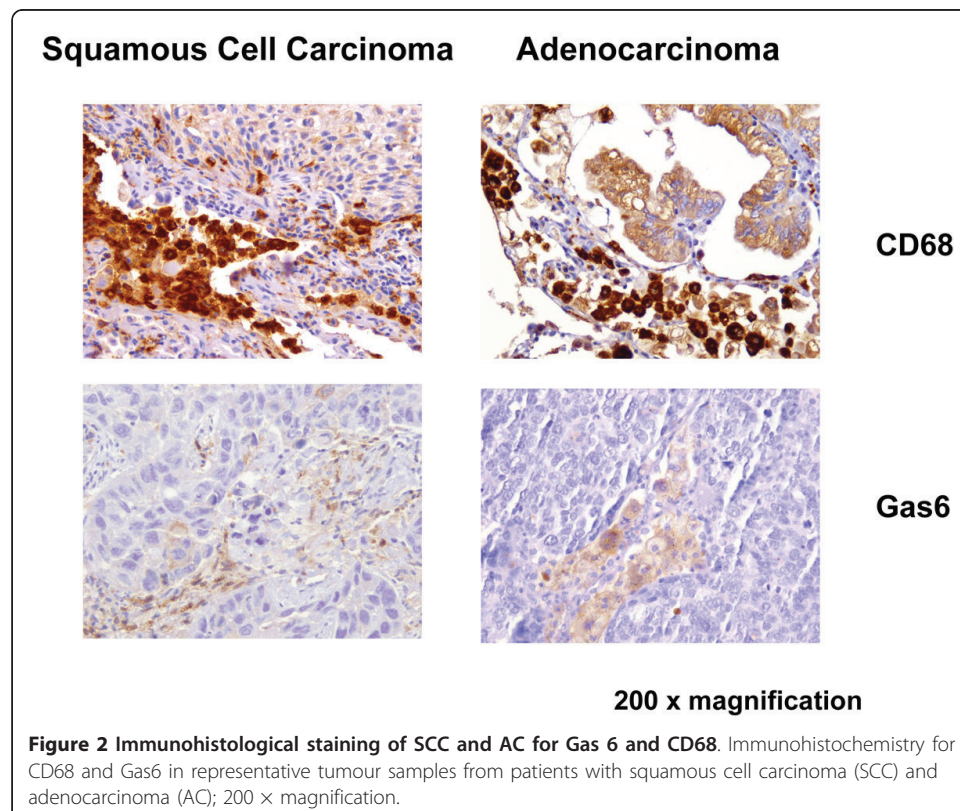 Squamous Cell Carcinoma Adenocarcinoma
CD68
Gas6
200 x magnification
Figure 2 Immunohistological staining of SCC and AC for Gas 6 and CD68. Immunohistochemistry for
CD68 and Gas6 in representative tumour samples from patients with squamous cell carcinoma (SCC) and
adenocarcinoma (AC); 200 × magnification.